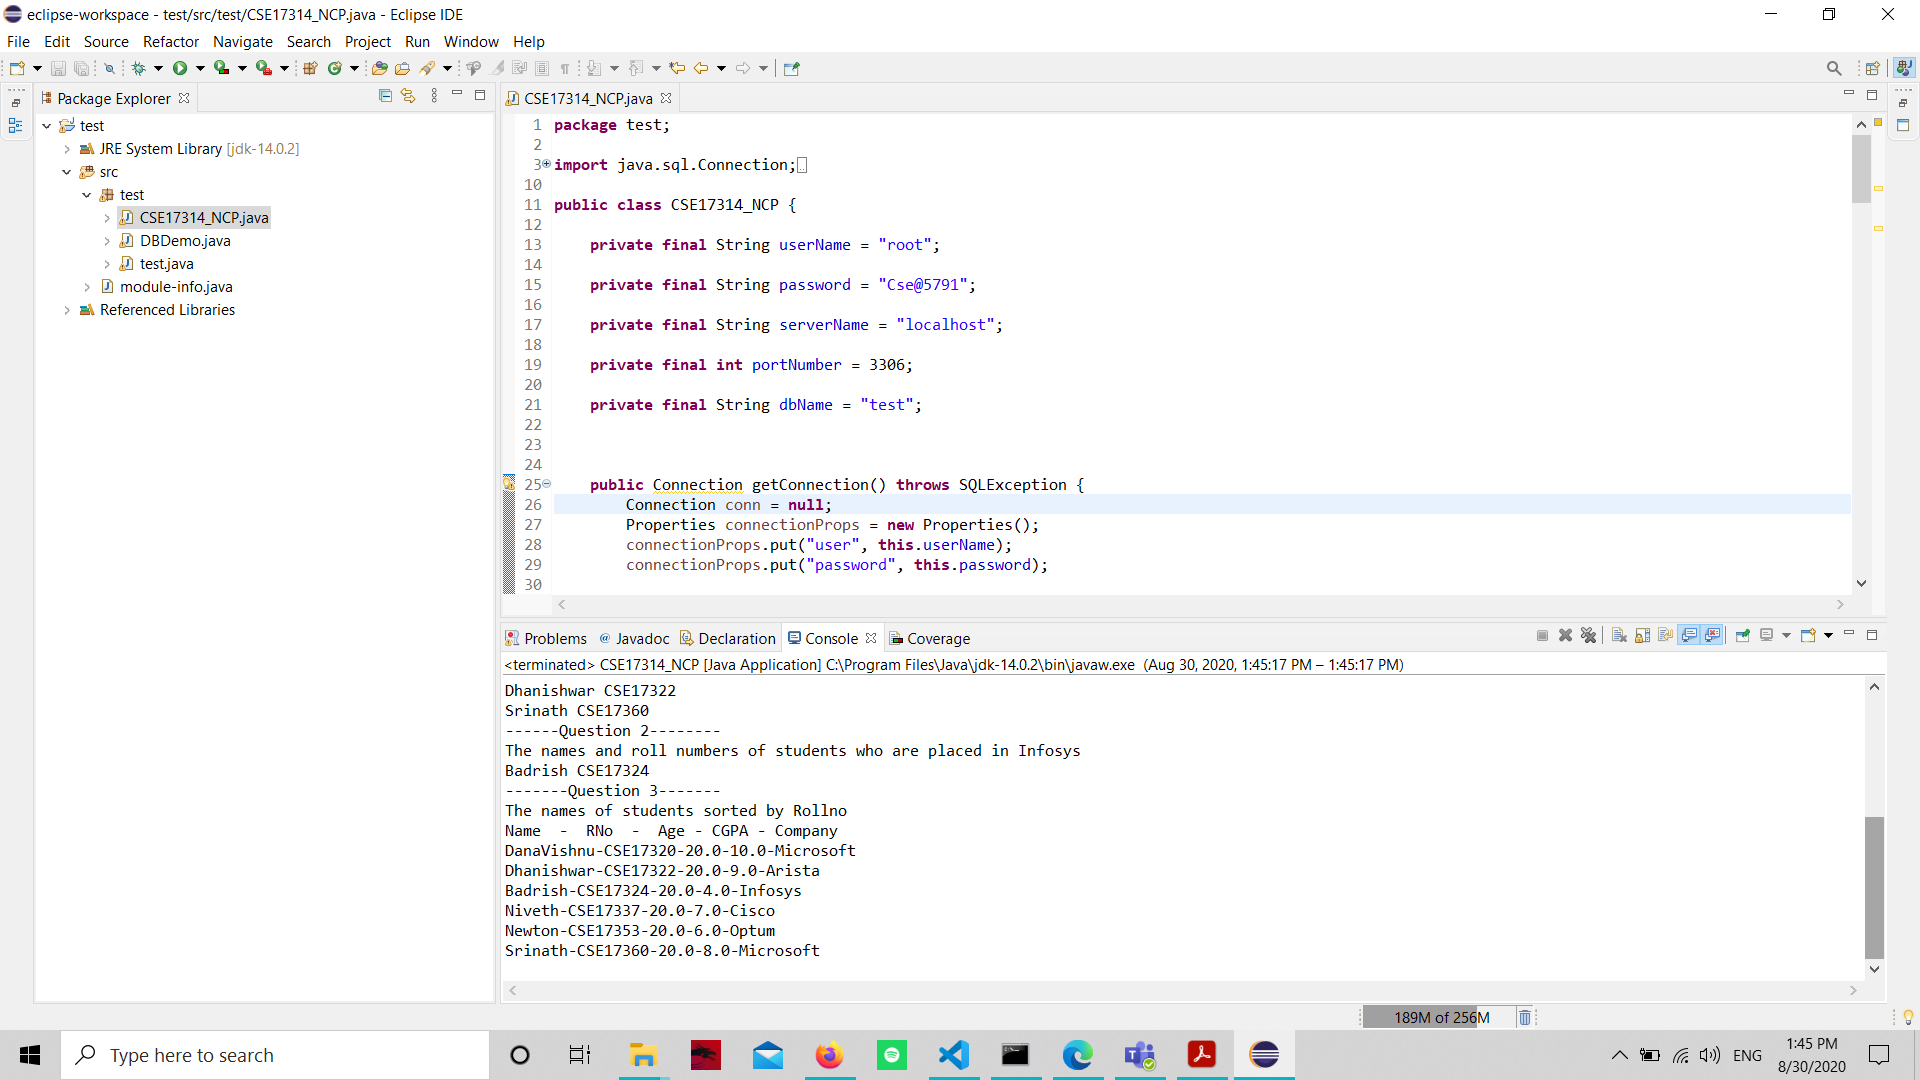 eclipse-workspace - test/src/test/CSE17314_NCP.java - Eclipse IDE
File Edit Source Refactor Navigate Search Project Run Window Help
Package Explorer
test
JRE System Library [jdk-14.0.2]
src
test
CSE17314_NCP.java
DBDemo.java
test.java
module-info.java
Referenced Libraries
CSE17314_NCP.java
1 package test;
2
3 import java.sql.Connection;
10
11 public class CSE17314_NCP {
12
13 private final String userName = "root";
14
15 private final String password = "Cse@5791";
16
17 private final String serverName = "localhost";
18
19 private final int portNumber = 3306;
20
21 private final String dbName = "test";
22
23
24
25 public Connection getConnection() throws SQLException {
26 Connection conn = null;
27 Properties connectionProps = new Properties();
28 connectionProps.put("user", this.userName);
29 connectionProps.put("password", this.password);
30
Problems Javadoc Declaration Console Coverage
<terminated> CSE17314_NCP [Java Application] C:\Program Files\Java\jdk-14.0.2\bin\javaw.exe (Aug 30, 2020, 1:45:17 PM – 1:45:17 PM)
Dhanishwar CSE17322
Srinath CSE17360
------Question 2--------
The names and roll numbers of students who are placed in Infosys
Badrish CSE17324
-------Question 3-------
The names of students sorted by Rollno
Name  -  RNo  -  Age - CGPA - Company
DanaVishnu-CSE17320-20.0-10.0-Microsoft
Dhanishwar-CSE17322-20.0-9.0-Arista
Badrish-CSE17324-20.0-4.0-Infosys
Niveth-CSE17337-20.0-7.0-Cisco
Newton-CSE17353-20.0-6.0-Optum
Srinath-CSE17360-20.0-8.0-Microsoft
189M of 256M
Type here to search
ENG
1:45 PM
8/30/2020